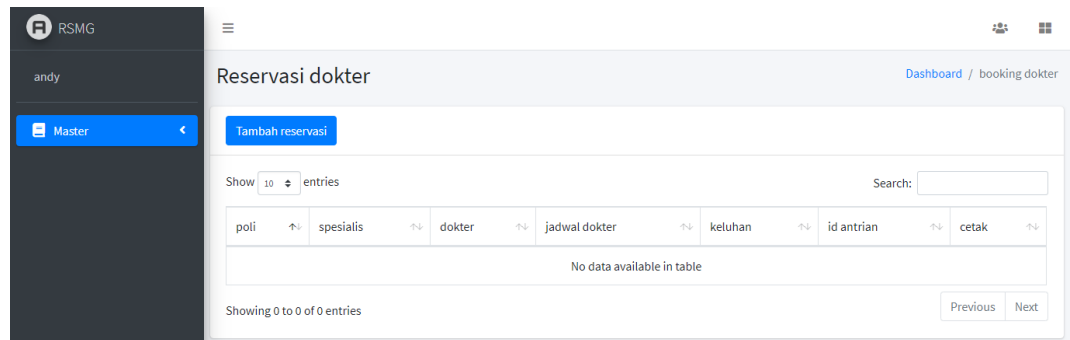 RSMG
andy
Master
Reservasi dokter
Dashboard / booking dokter
Tambah reservasi
Show 10 entries
Search:
poli spesialis dokter jadwal dokter keluhan id antrian cetak
No data available in table
Showing 0 to 0 of 0 entries
Previous Next